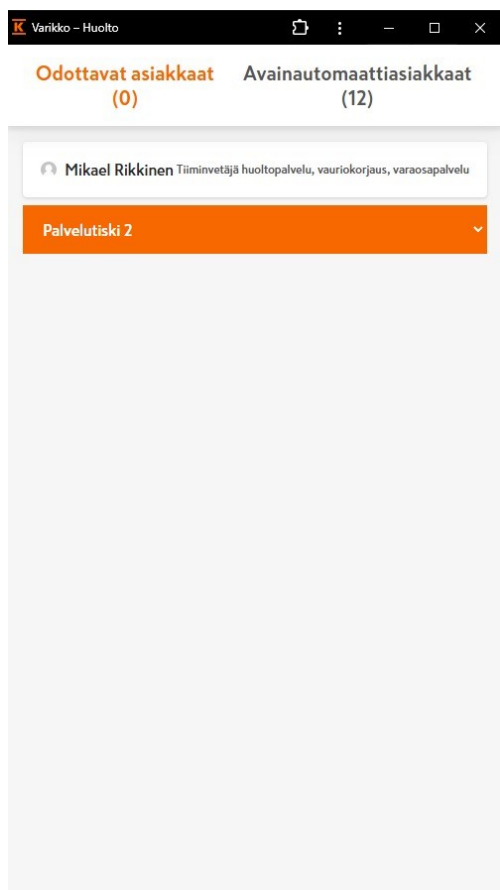 K Varikko – Huolto
Odottavat asiakkaat
(0)
Avainautomaattiasiakkaat
(12)
Mikael Rikkinen Tiiminvetäjä huoltopalvelu, vauriokorjaus, varaosapalvelu
Palvelutiski 2